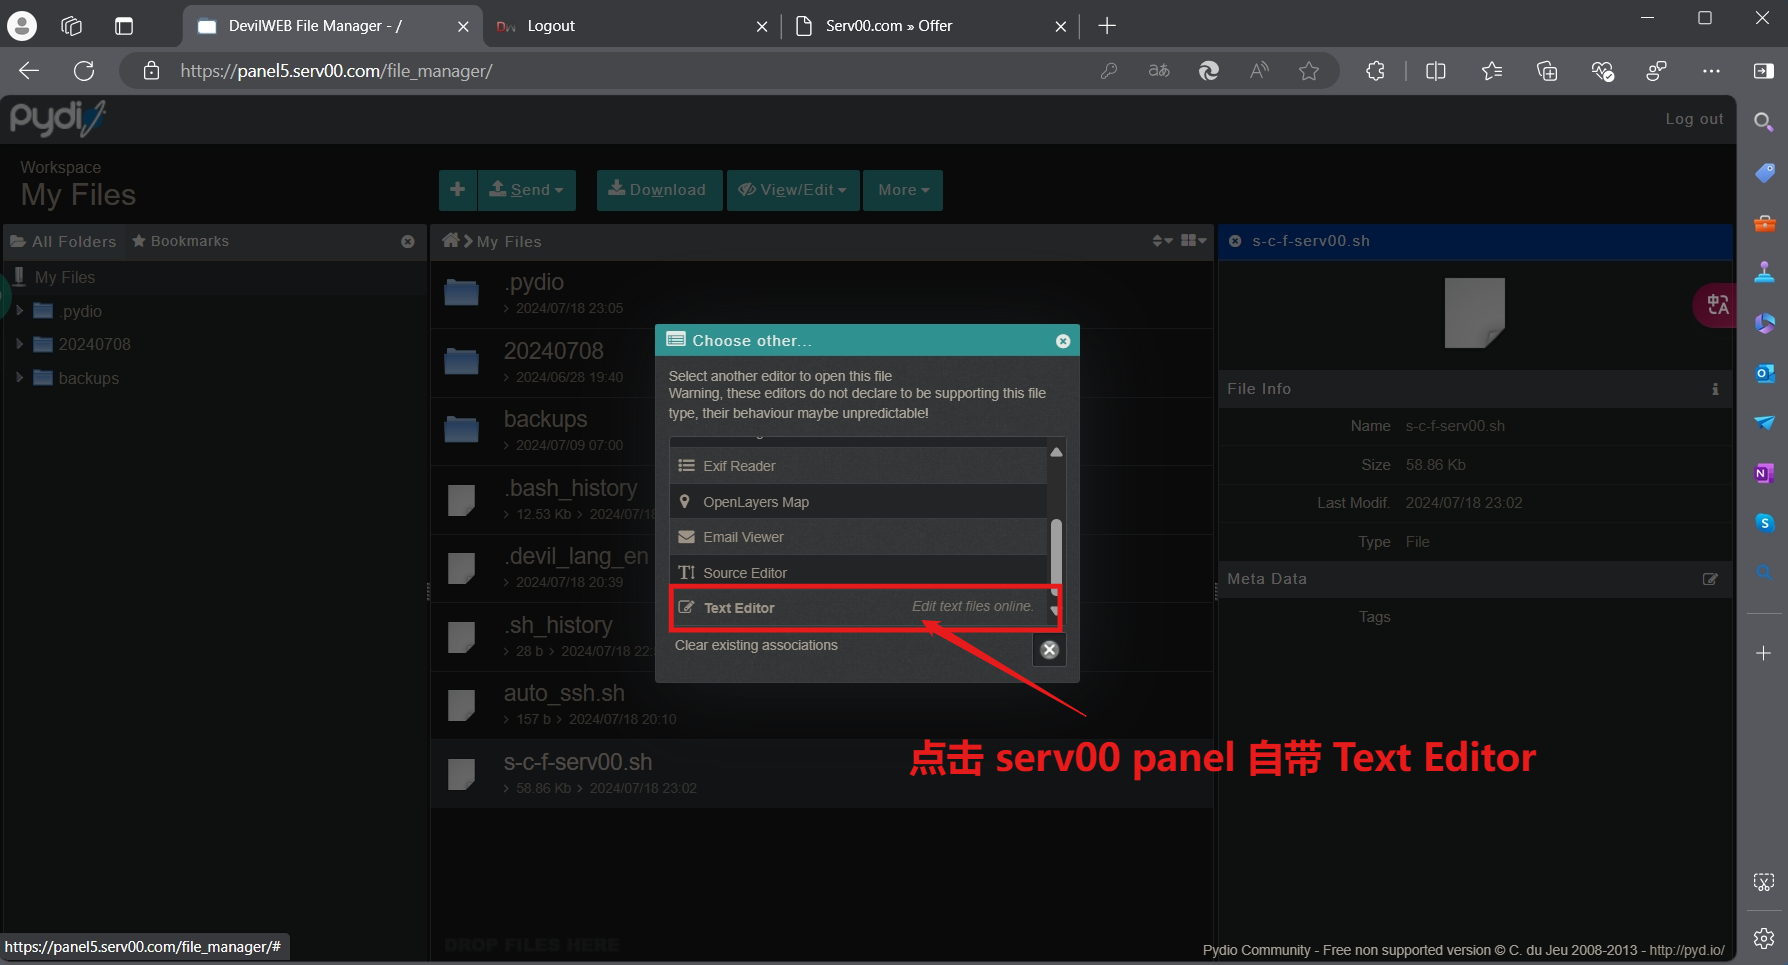 DevilWEB File Manager - /
Logout
Serv00.com » Offer
https://panel5.serv00.com/file_manager/
pydio
Log out
Workspace
My Files
Send
Download
View/Edit
More
All Folders
Bookmarks
My Files
s-c-f-serv00.sh
My Files
.pydio
20240708
backups
.pydio
> 2024/07/18 23:05
20240708
> 2024/06/28 19:40
backups
> 2024/07/09 07:00
.bash_history
> 12.53 Kb > 2024/07/18
.devil_lang_en
> 2024/07/18 20:39
.sh_history
> 28 b > 2024/07/18 22:
auto_ssh.sh
> 157 b > 2024/07/18 20:10
s-c-f-serv00.sh
> 58.86 Kb > 2024/07/18 23:02
DROP FILES HERE
Choose other...
Select another editor to open this file
Warning, these editors do not declare to be supporting this file
type, their behaviour maybe unpredictable!
Exif Reader
OpenLayers Map
Email Viewer
Source Editor
Text Editor Edit text files online.
Clear existing associations
点击 serv00 panel 自带 Text Editor
File Info
Name s-c-f-serv00.sh
Size 58.86 Kb
Last Modif. 2024/07/18 23:02
Type File
Meta Data
Tags
https://panel5.serv00.com/file_manager/#
Pydio Community - Free non supported version © C. du Jeu 2008-2013 - http://pyd.io/